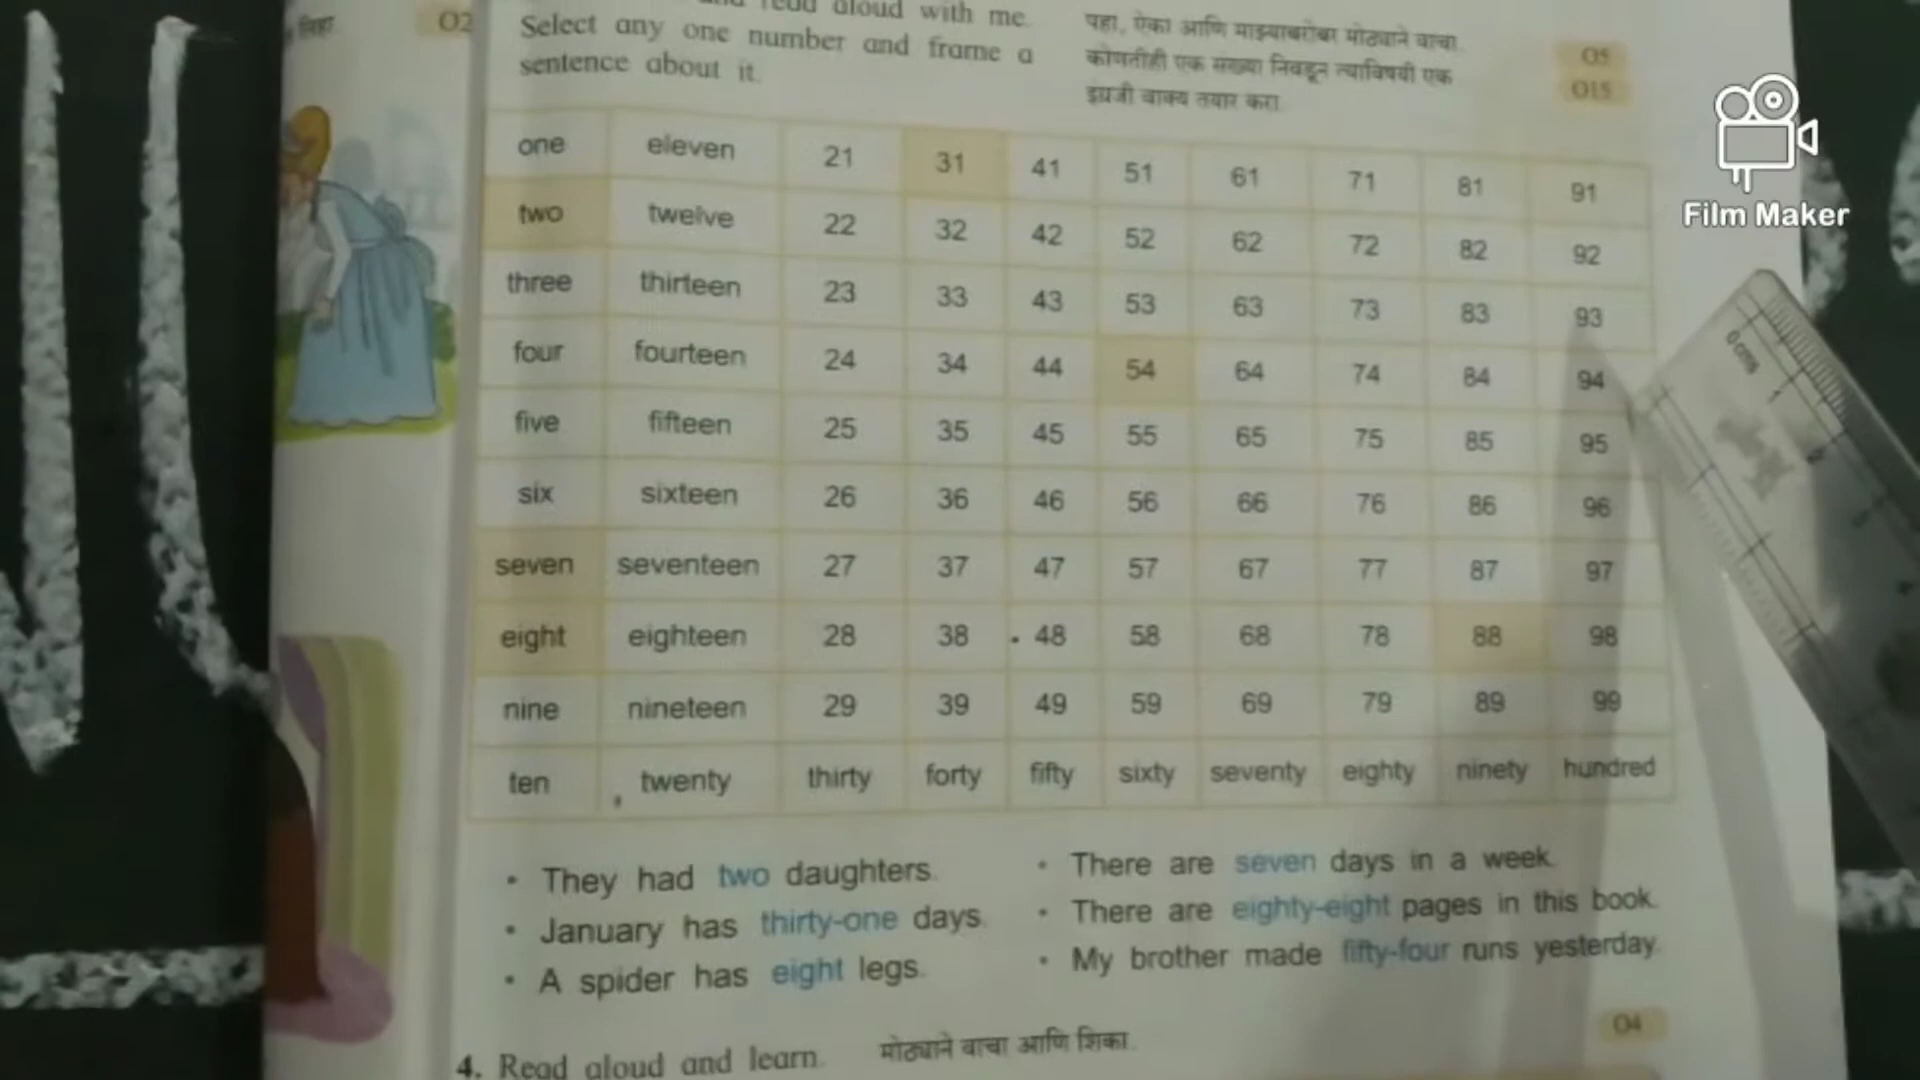 लिहा.
O2
read aloud with me.
Select any one number and frame a
sentence about it.
पहा, ऐका आणि माझ्याबरोबर मोठ्याने वाचा.
कोणतीही एक संख्या निवडून त्याविषयी एक
इंग्रजी वाक्य तयार करा.
O5
O15
Film Maker
one eleven 21 31 41 51 61 71 81 91
two twelve 22 32 42 52 62 72 82 92
three thirteen 23 33 43 53 63 73 83 93
four fourteen 24 34 44 54 64 74 84 94
five fifteen 25 35 45 55 65 75 85 95
six sixteen 26 36 46 56 66 76 86 96
seven seventeen 27 37 47 57 67 77 87 97
eight eighteen 28 38 48 58 68 78 88 98
nine nineteen 29 39 49 59 69 79 89 99
ten twenty thirty forty fifty sixty seventy eighty ninety hundred
• They had two daughters.
• January has thirty-one days.
• A spider has eight legs.
• There are seven days in a week.
• There are eighty-eight pages in this book.
• My brother made fifty-four runs yesterday.
O4
4. Read aloud and learn. मोठ्याने वाचा आणि शिका.
0 cms
1